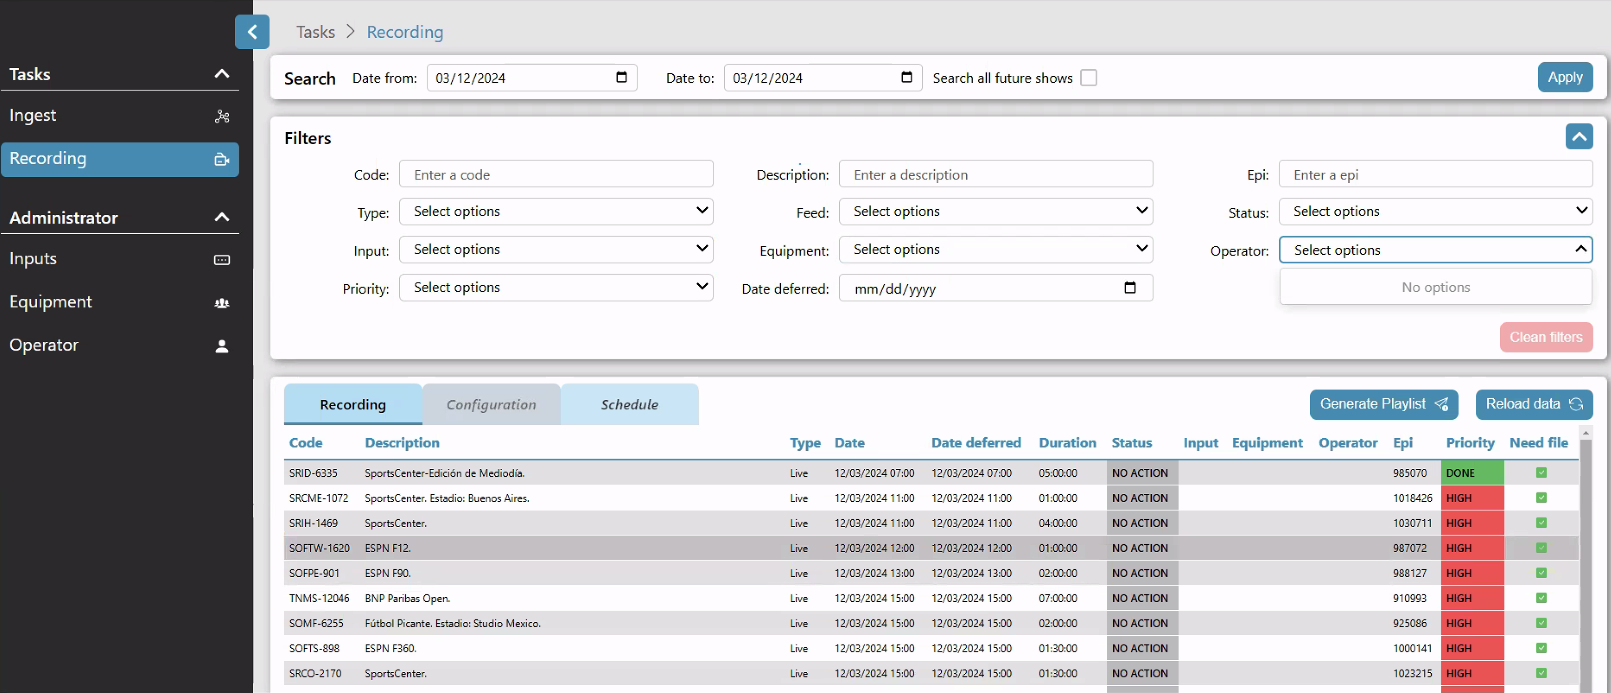 Tasks > Recording
Tasks
Ingest
Recording
Administrator
Inputs
Equipment
Operator
Search Date from: 03/12/2024 Date to: 03/12/2024 Search all future shows Apply
Filters
Code: Enter a code Description: Enter a description Epi: Enter a epi
Type: Select options Feed: Select options Status: Select options
Input: Select options Equipment: Select options Operator: Select options
Priority: Select options Date deferred: mm/dd/yyyy No options
Clean filters
Recording Configuration Schedule Generate Playlist Reload data
Code Description Type Date Date deferred Duration Status Input Equipment Operator Epi Priority Need file
SRID-6335 SportsCenter-Edición de Mediodía. Live 12/03/2024 07:00 12/03/2024 07:00 05:00:00 NO ACTION 985070 DONE
SRCME-1072 SportsCenter. Estadio: Buenos Aires. Live 12/03/2024 11:00 12/03/2024 11:00 01:00:00 NO ACTION 1018426 HIGH
SRIH-1469 SportsCenter. Live 12/03/2024 11:00 12/03/2024 11:00 04:00:00 NO ACTION 1030711 HIGH
SOFTW-1620 ESPN F12. Live 12/03/2024 12:00 12/03/2024 12:00 01:00:00 NO ACTION 987072 HIGH
SOFPE-901 ESPN F90. Live 12/03/2024 13:00 12/03/2024 13:00 02:00:00 NO ACTION 988127 HIGH
TNMS-12046 BNP Paribas Open. Live 12/03/2024 15:00 12/03/2024 15:00 07:00:00 NO ACTION 910993 HIGH
SOMF-6255 Fútbol Picante. Estadio: Studio Mexico. Live 12/03/2024 15:00 12/03/2024 15:00 02:00:00 NO ACTION 925086 HIGH
SOFTS-898 ESPN F360. Live 12/03/2024 15:00 12/03/2024 15:00 01:30:00 NO ACTION 1000141 HIGH
SRCO-2170 SportsCenter. Live 12/03/2024 15:00 12/03/2024 15:00 01:30:00 NO ACTION 1023215 HIGH